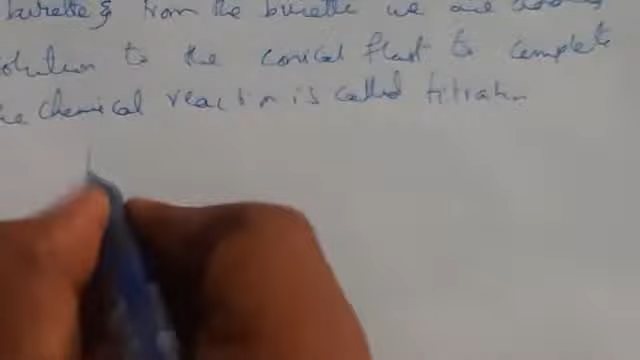 burette & from the burette we are adding
solution to the conical flask to complete
the chemical reaction is called titration